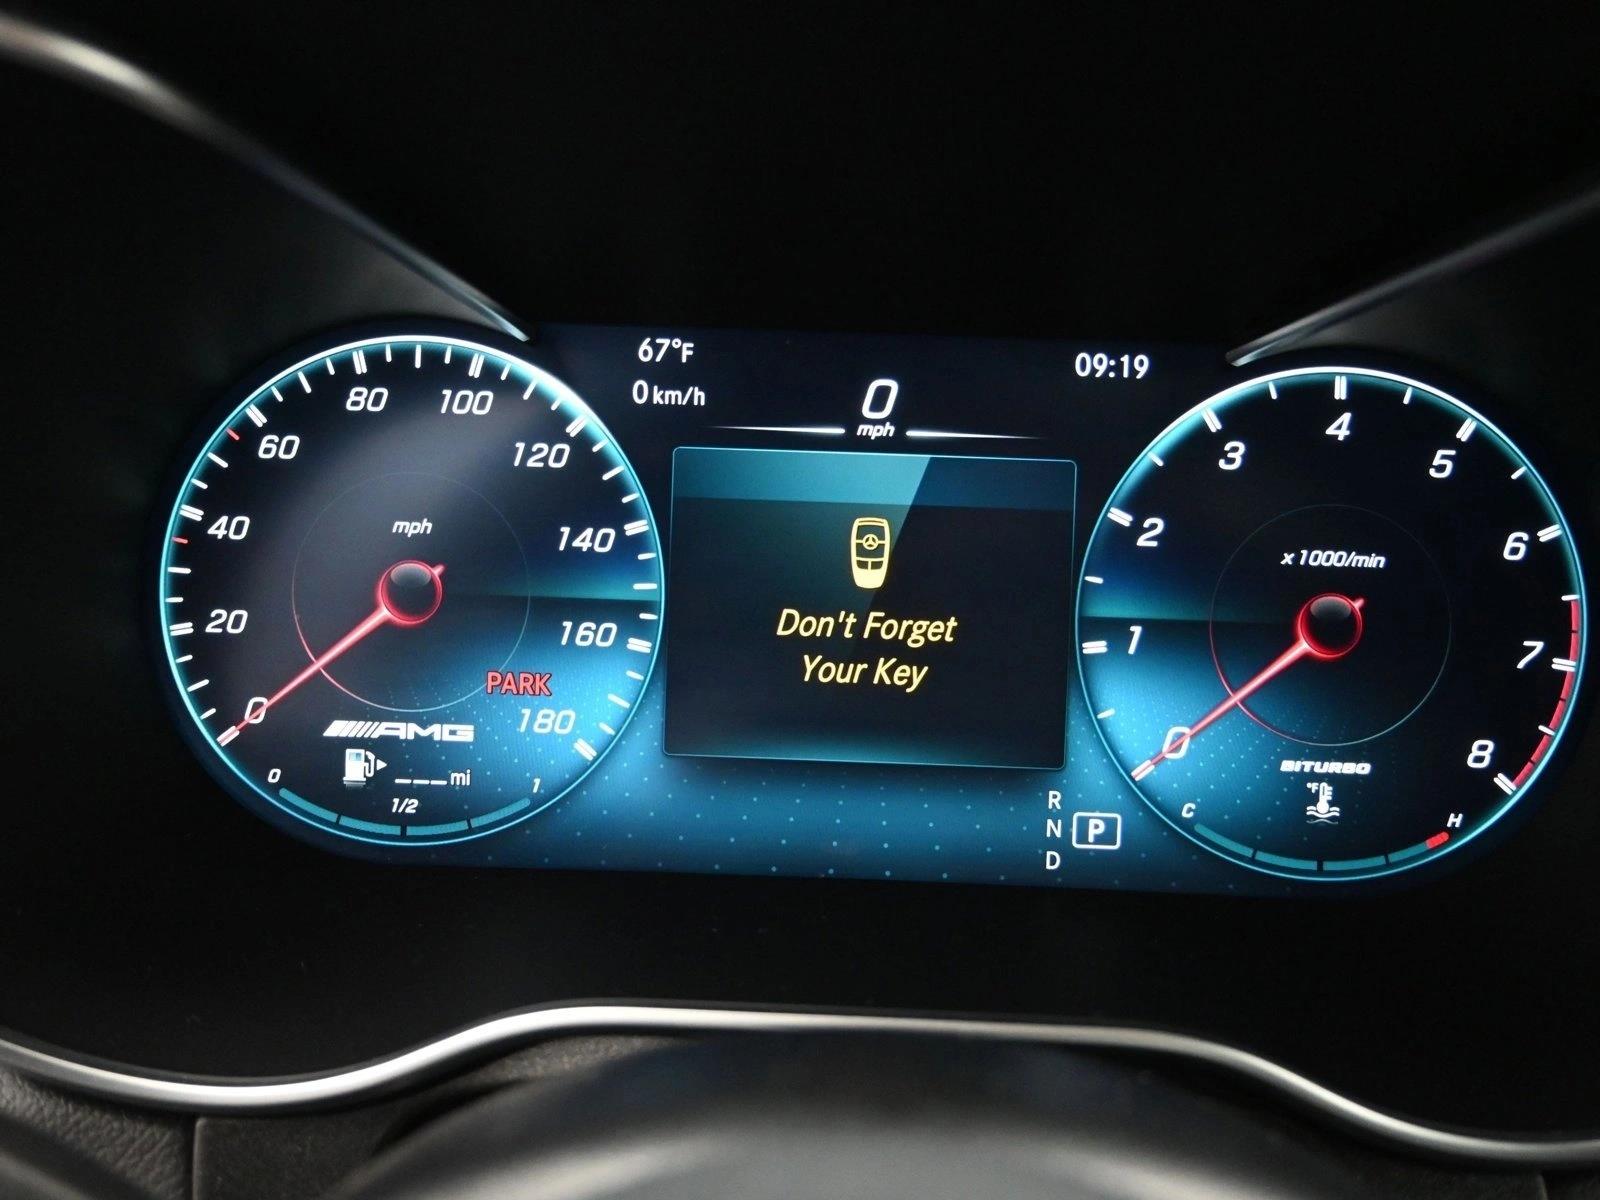 67°F
0 km/h
0
mph
09:19
0
20
40
60
80
100
120
140
160
180
mph
PARK
AMG
___mi
0
1/2
1
Don't Forget
Your Key
R
N
D
P
0
1
2
3
4
5
6
7
8
x 1000/min
BITURBO
°F
C
H